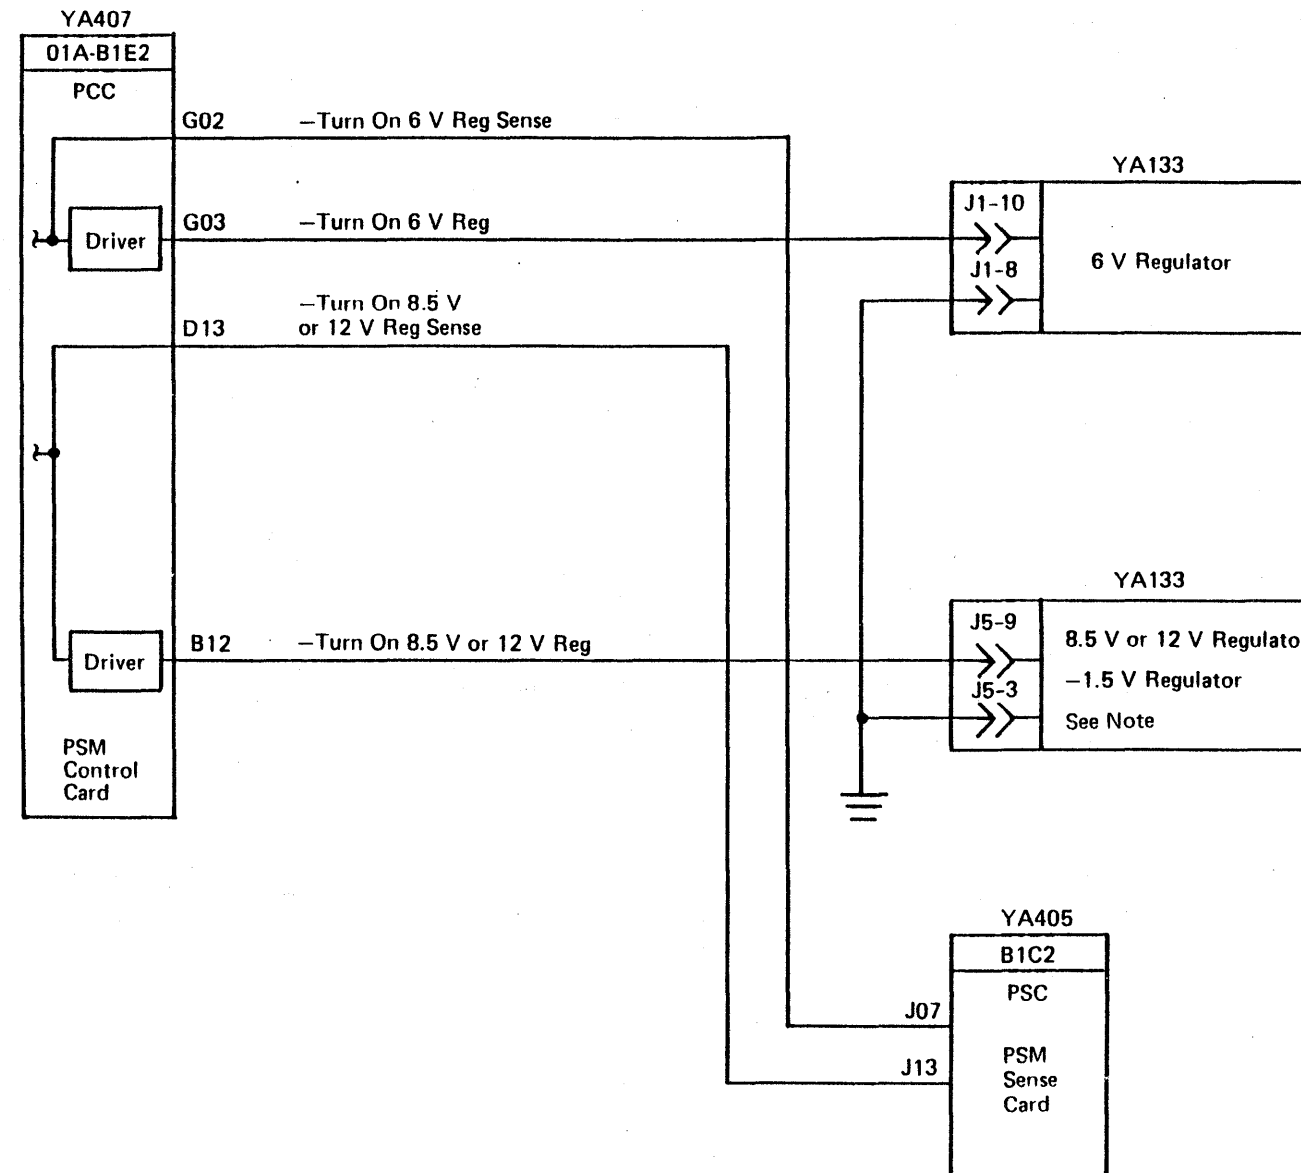 YA407
01A-B1E2
PCC
G02
—Turn On 6 V Reg Sense
G03
—Turn On 6 V Reg
Driver
D13
—Turn On 8.5 V
or 12 V Reg Sense
B12
—Turn On 8.5 V or 12 V Reg
Driver
PSM
Control
Card
YA133
J1-10
J1-8
6 V Regulator
YA133
J5-9
J5-3
8.5 V or 12 V Regulato
—1.5 V Regulator
See Note
YA405
B1C2
PSC
J07
J13
PSM
Sense
Card